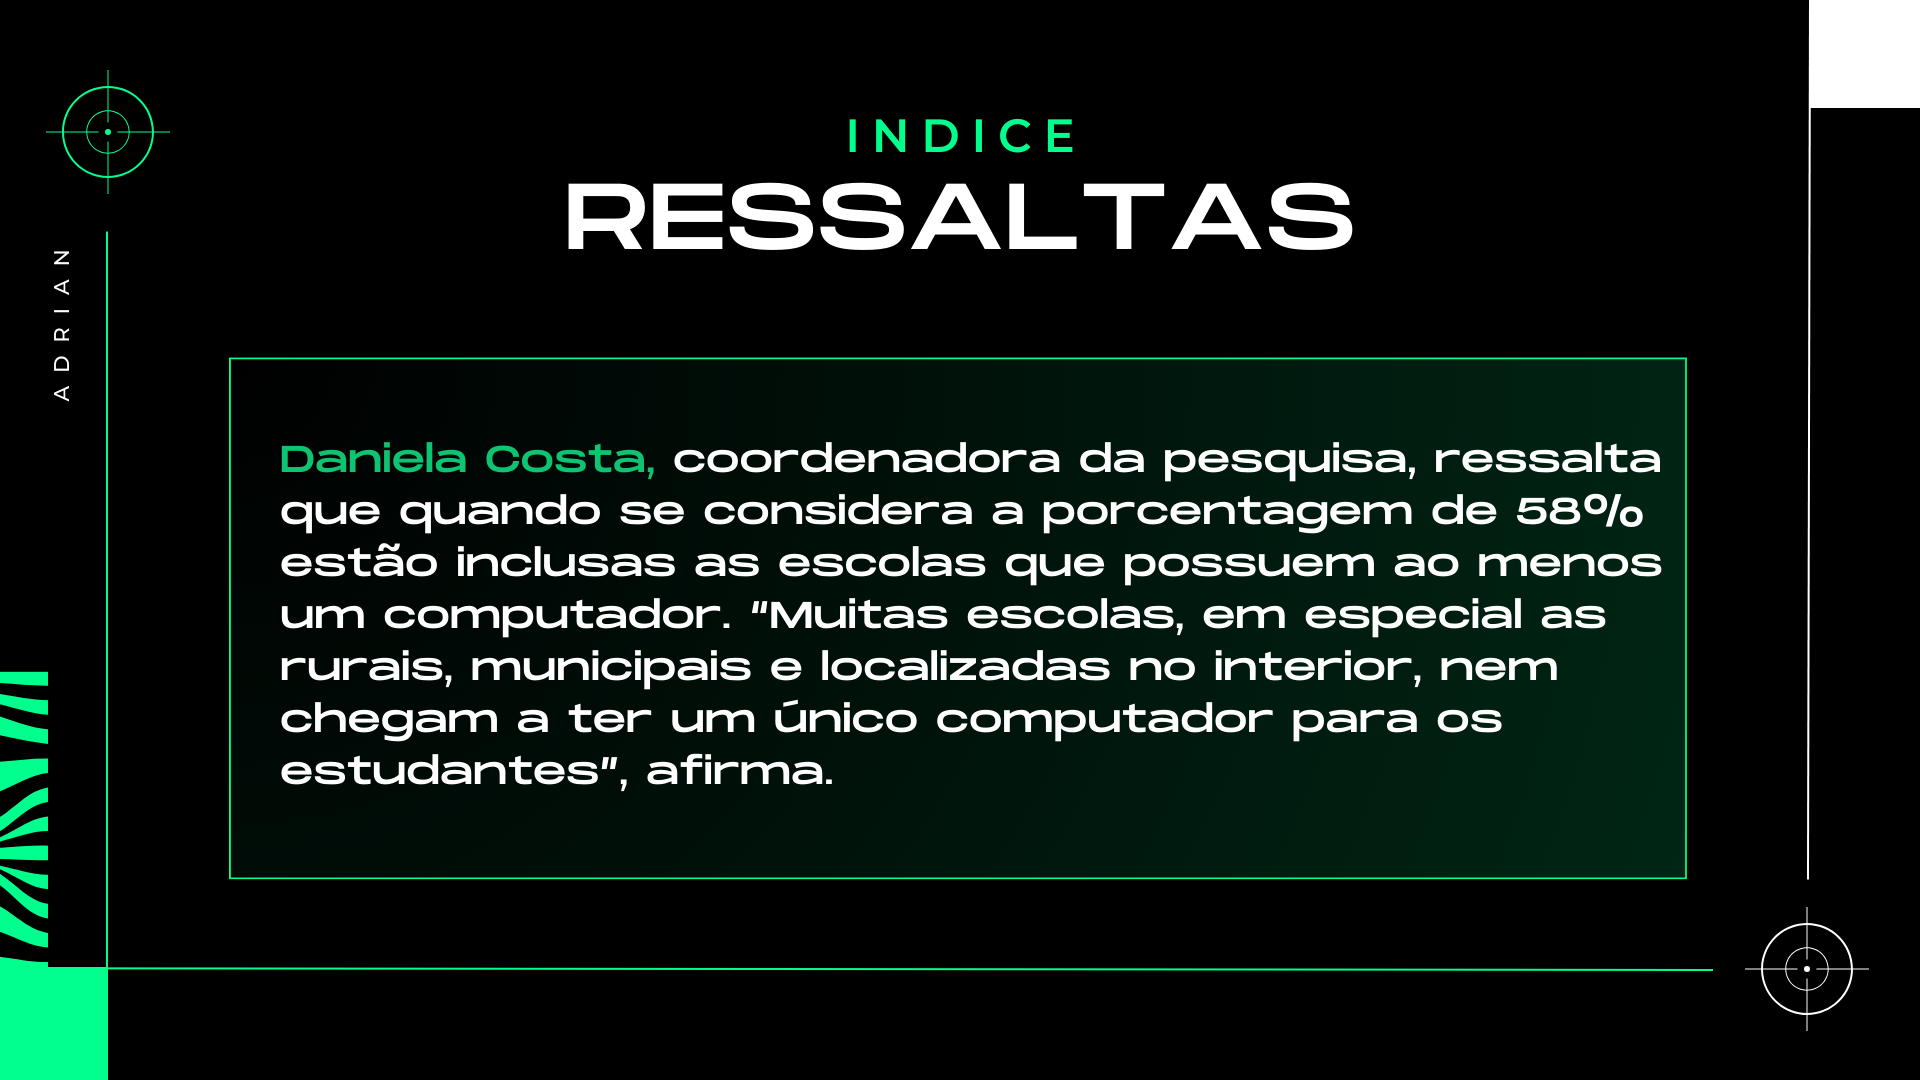 INDICE
RESSALTAS
ADRIAN
Daniela Costa, coordenadora da pesquisa, ressalta
que quando se considera a porcentagem de 58%
estão inclusas as escolas que possuem ao menos
um computador. "Muitas escolas, em especial as
rurais, municipais e localizadas no interior, nem
chegam a ter um único computador para os
estudantes", afirma.